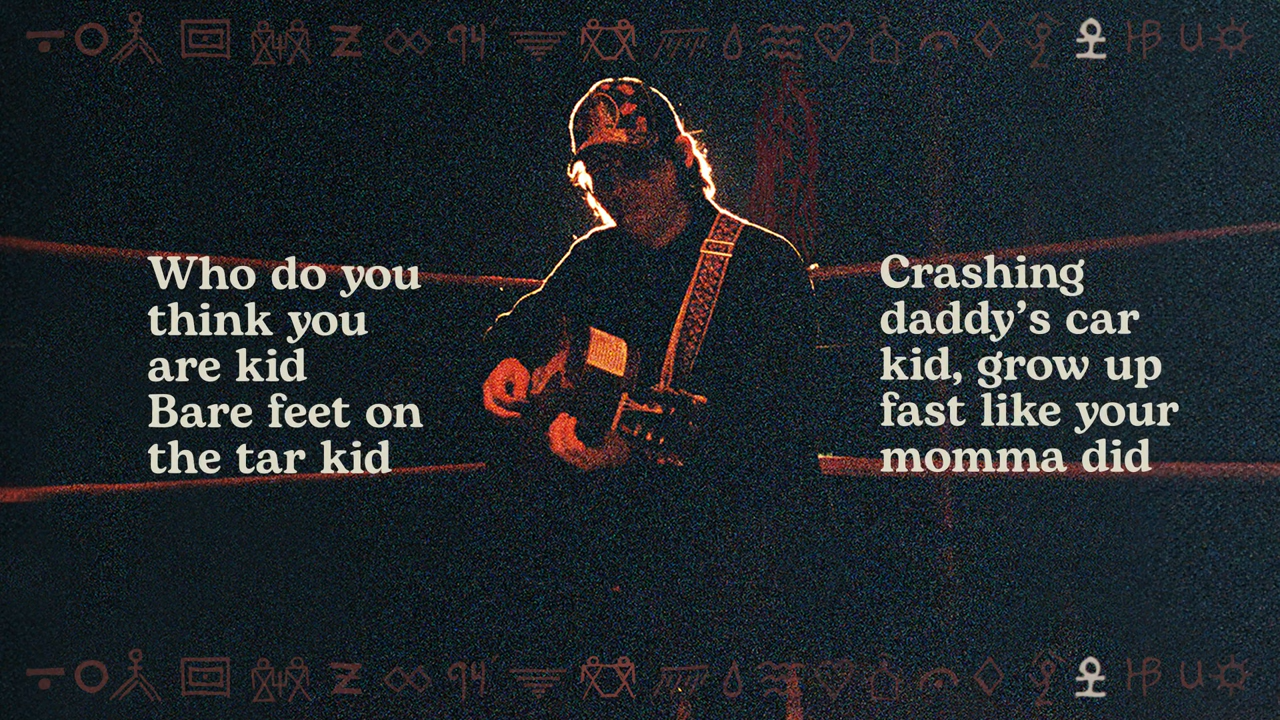 Who do you
think you
are kid
Bare feet on
the tar kid
Crashing
daddy’s car
kid, grow up
fast like your
momma did